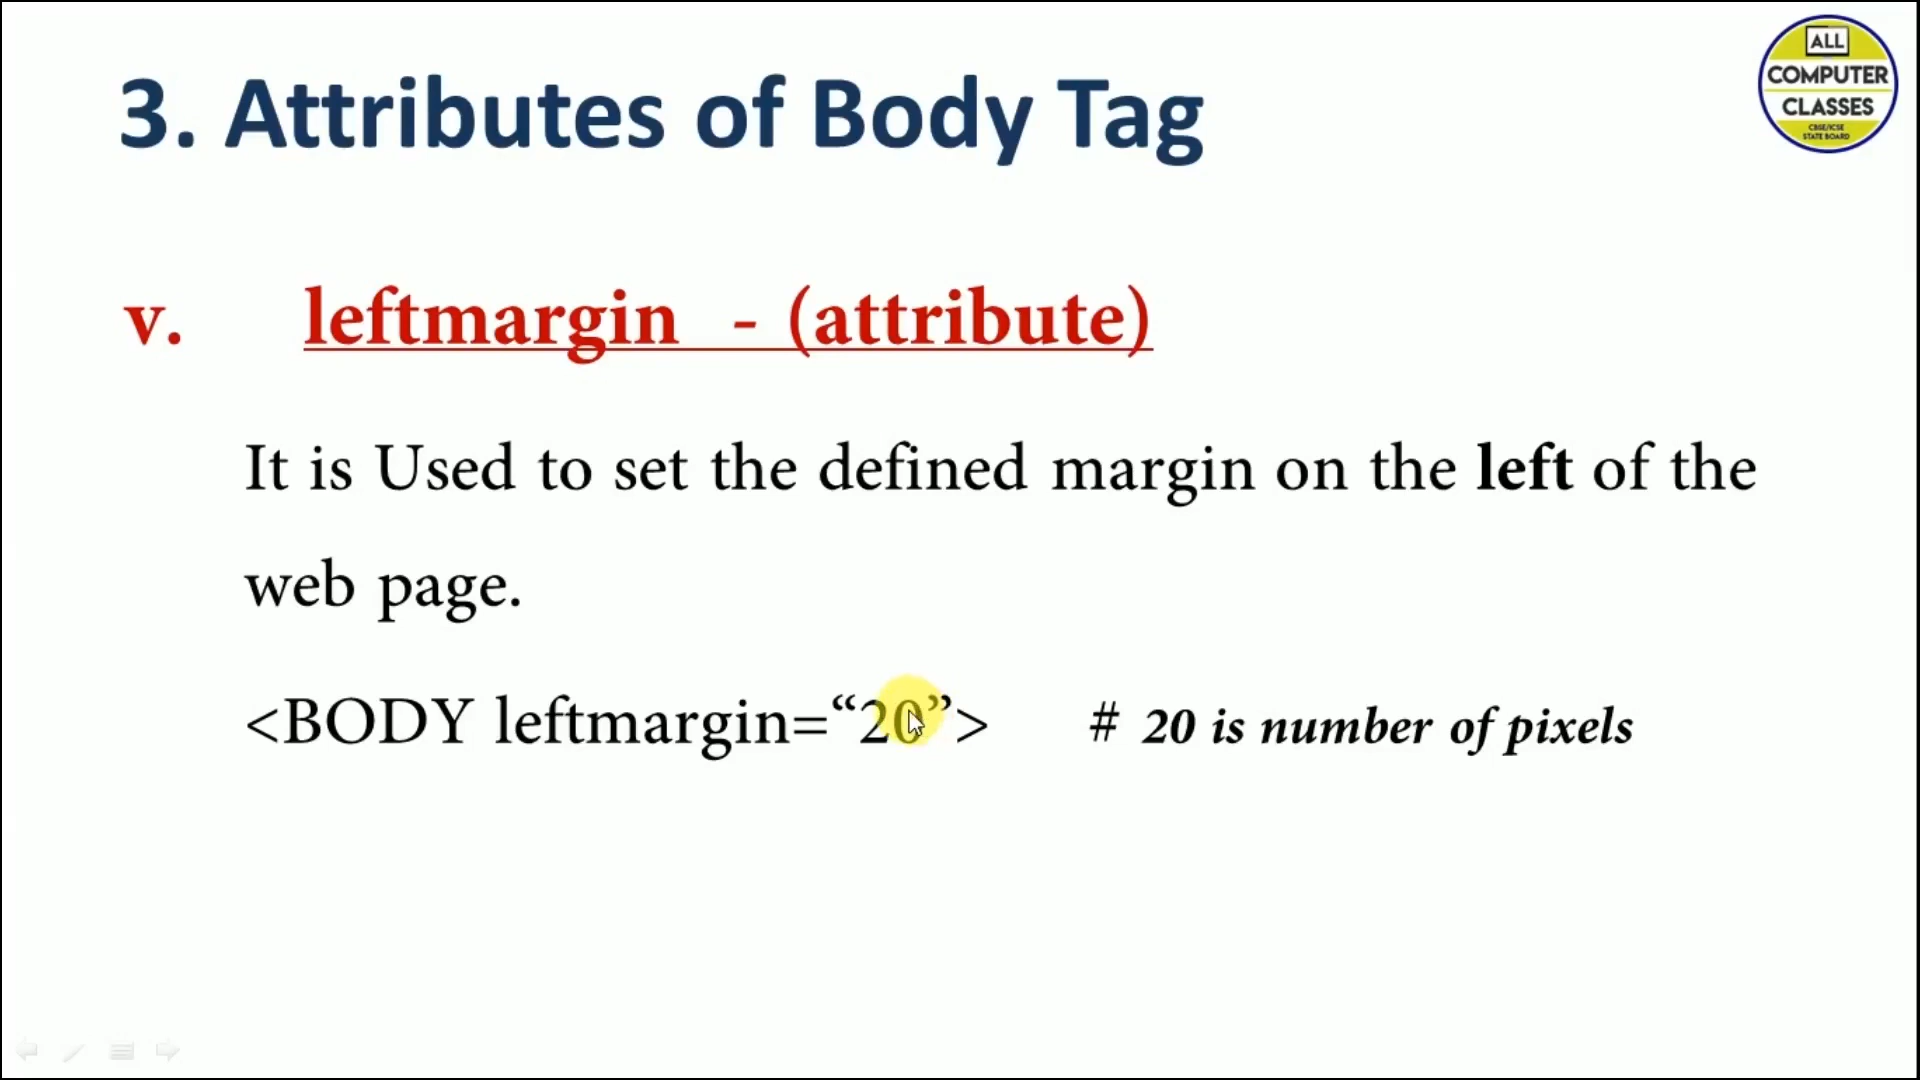 ALL
COMPUTER
CLASSES
CBSE/ICSE
STATE BOARD
3. Attributes of Body Tag
v. leftmargin - (attribute)
It is Used to set the defined margin on the left of the
web page.
<BODY leftmargin=“20”> # 20 is number of pixels